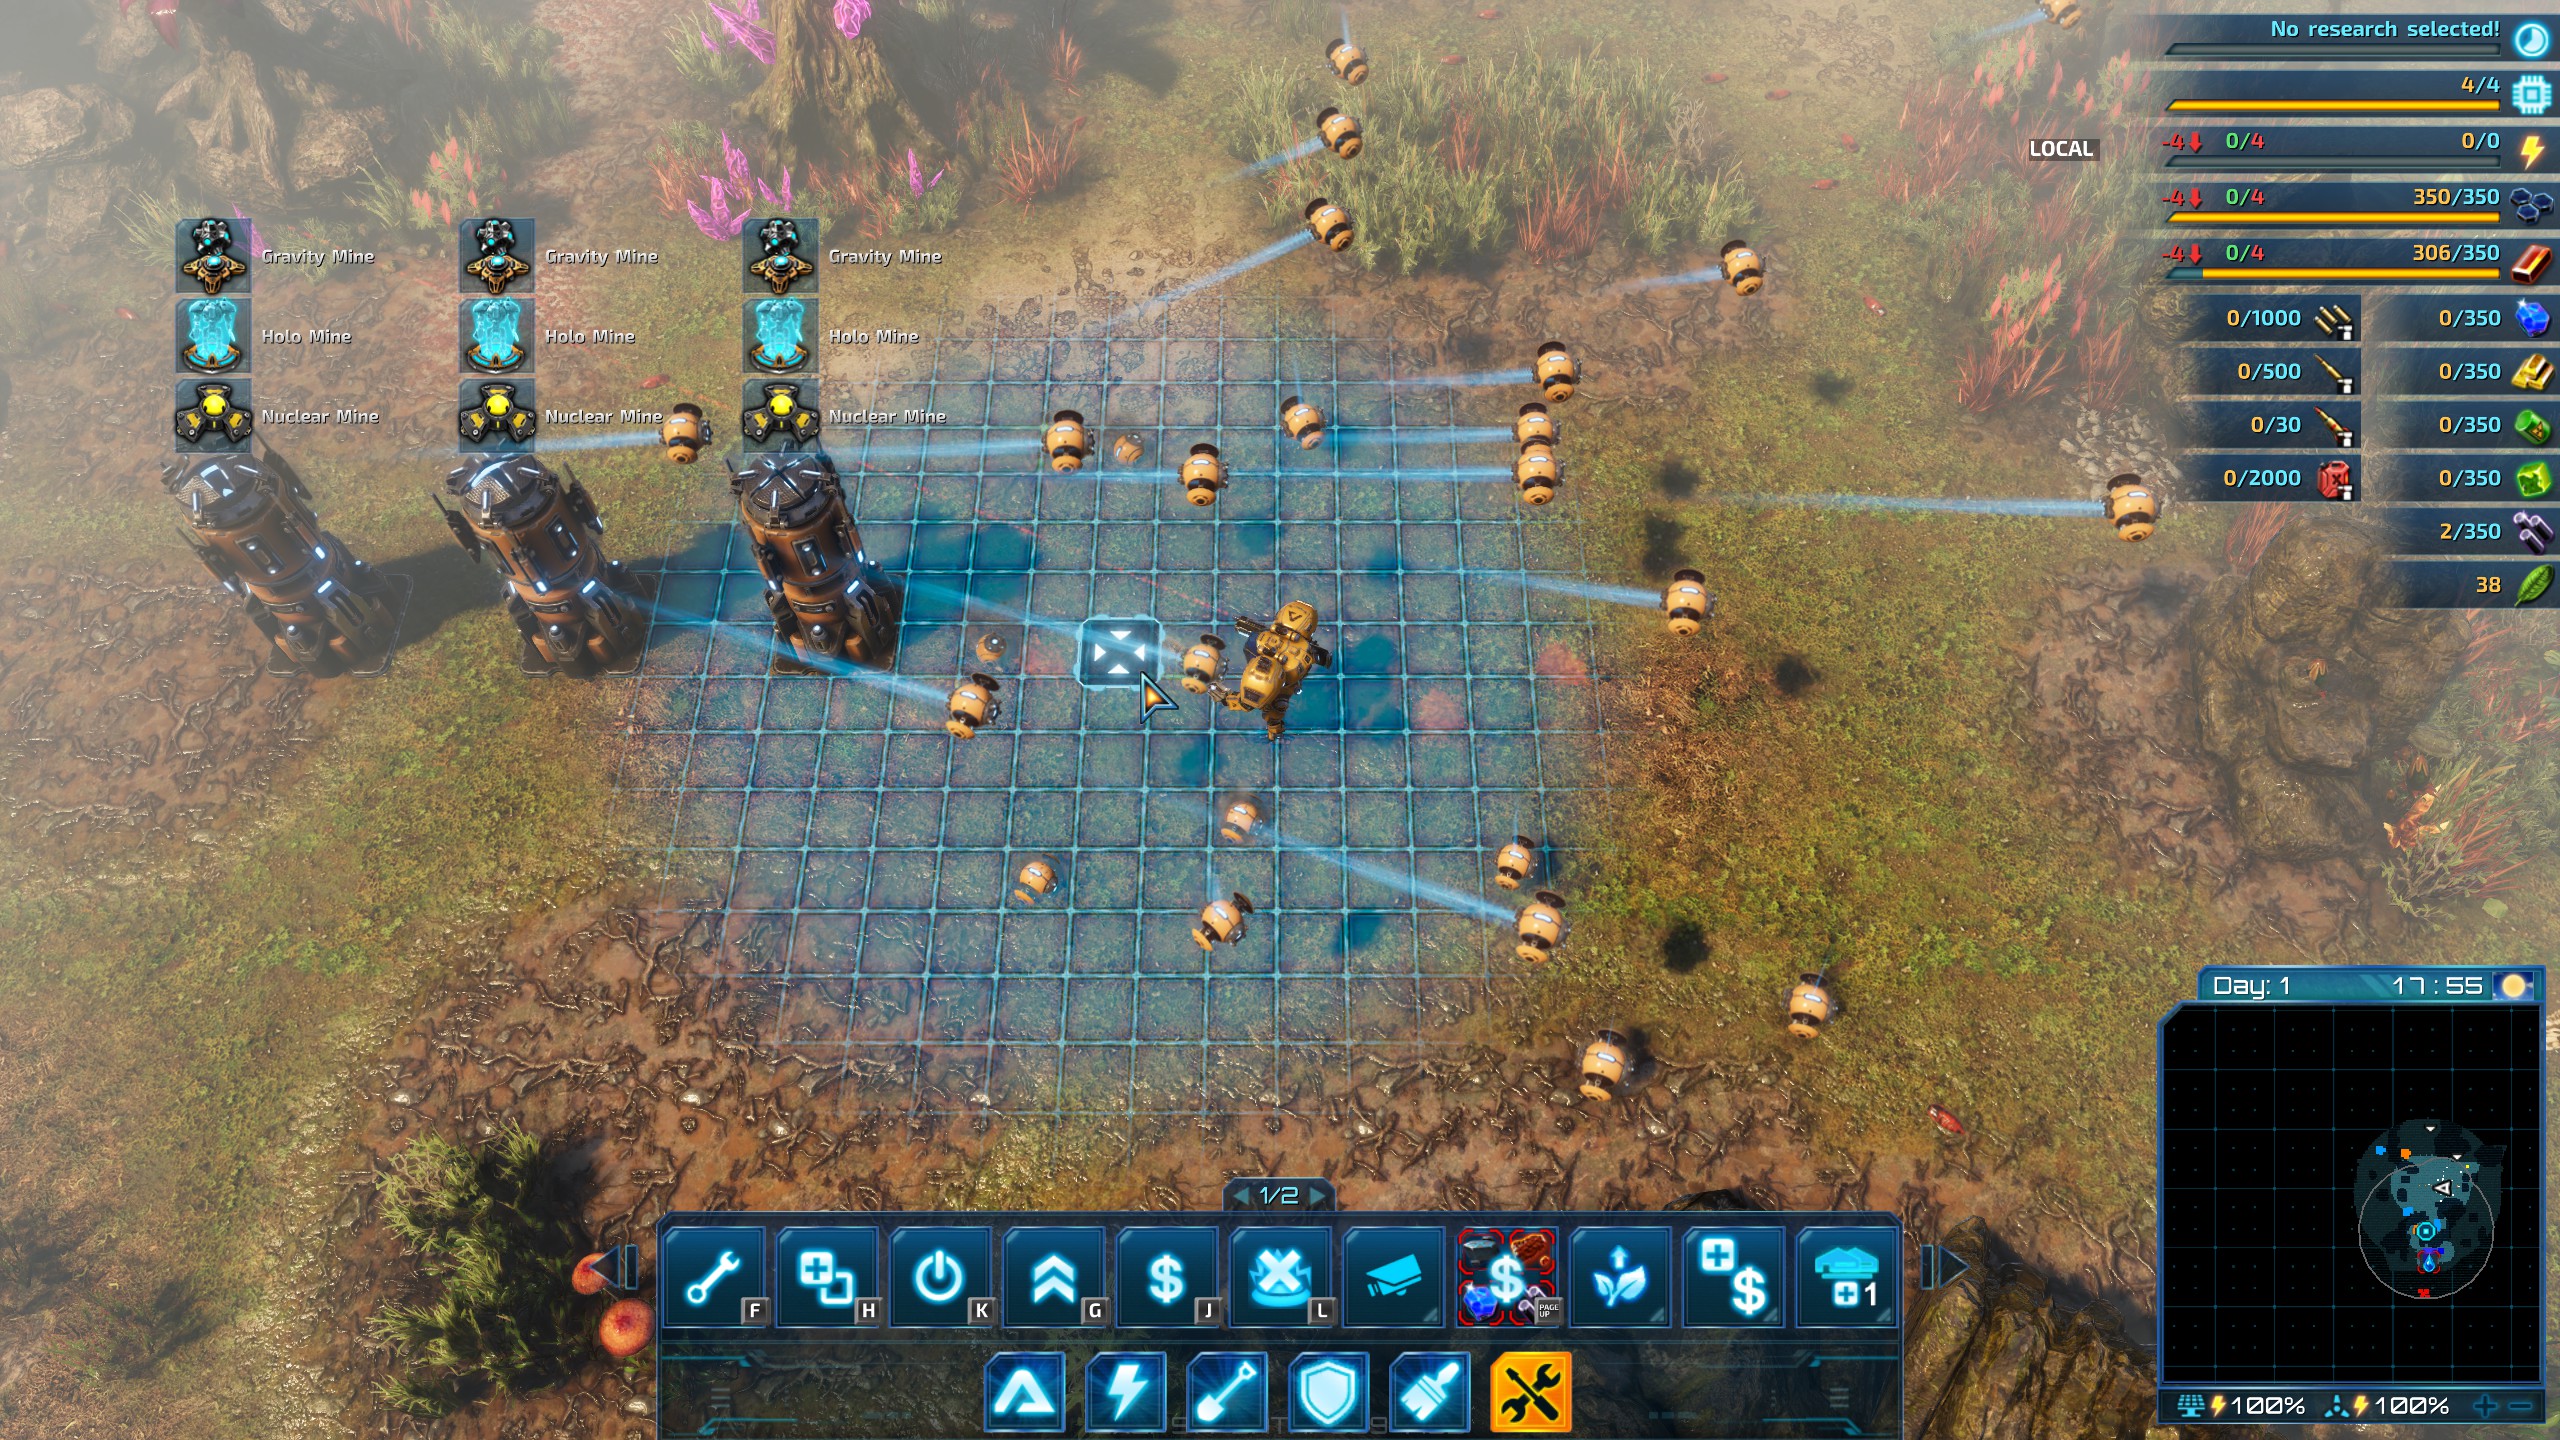 No research selected!
4/4
LOCAL
-4 0/4 0/0
-4 0/4 350/350
-4 0/4 306/350
0/1000 0/350
0/500 0/350
0/30 0/350
0/2000 0/350
2/350
38
Gravity Mine Gravity Mine Gravity Mine
Holo Mine Holo Mine Holo Mine
Nuclear Mine Nuclear Mine Nuclear Mine
Day: 1 17:55
1/2
1
F H K G J L PAGE UP
100% 100%